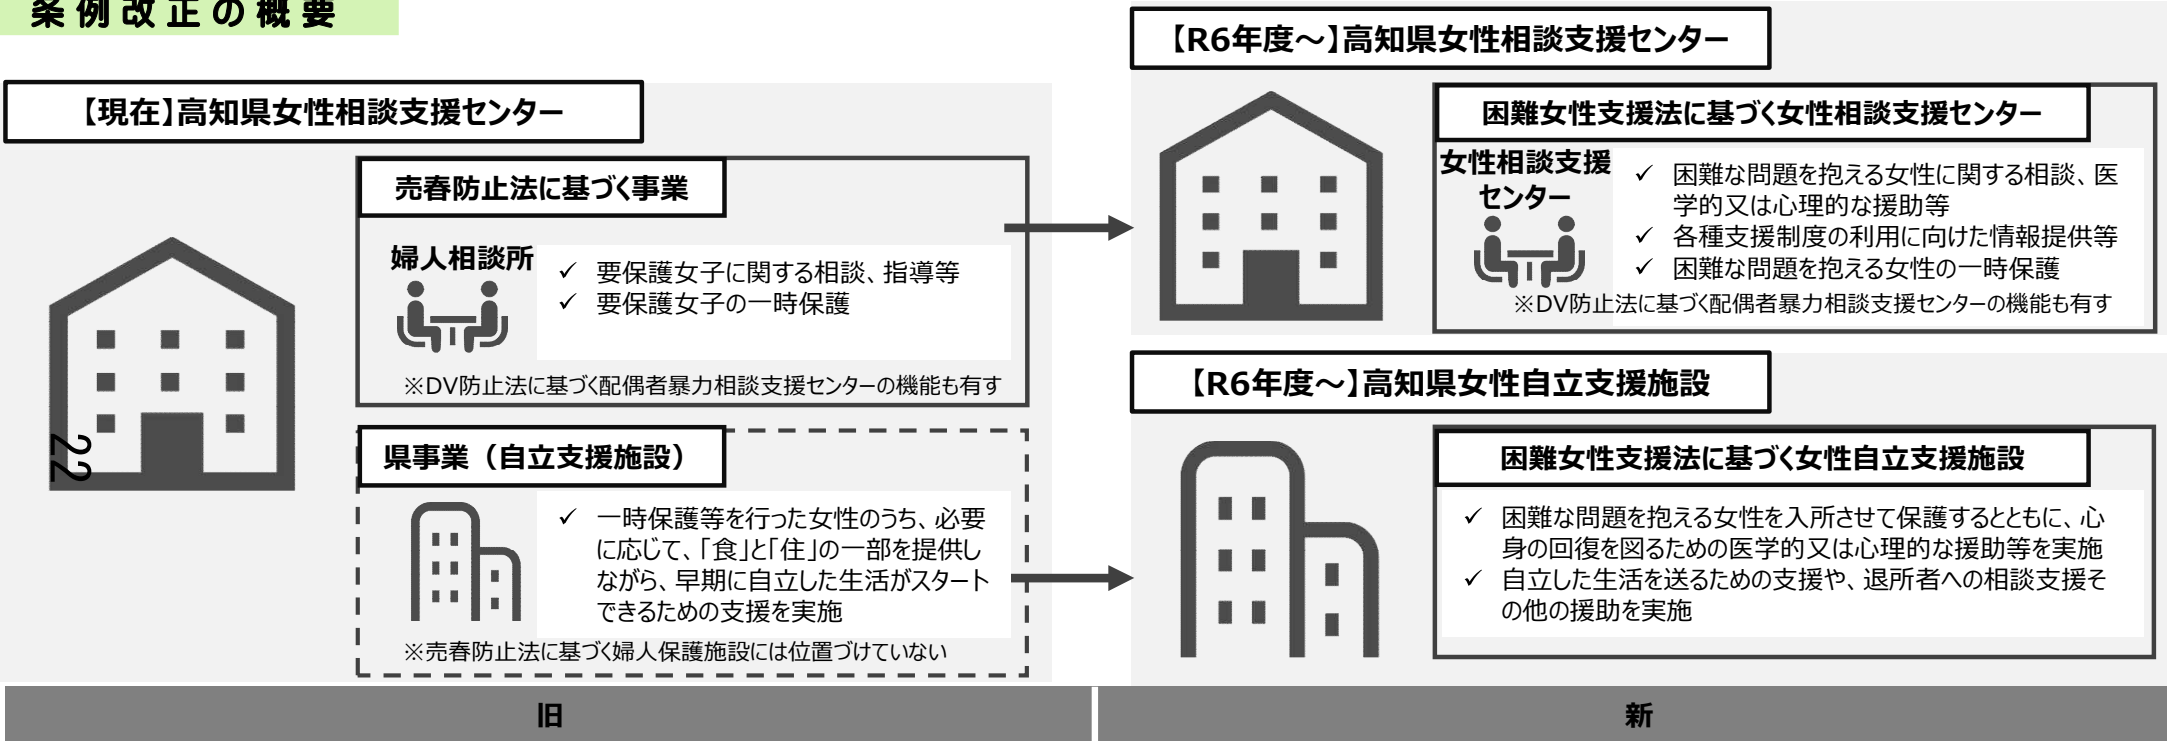 条例改正の概要
【現在】高知県女性相談支援センター
売春防止法に基づく事業
婦人相談所
✓ 要保護女子に関する相談、指導等
✓ 要保護女子の一時保護
※DV防止法に基づく配偶者暴力相談支援センターの機能も有す
県事業（自立支援施設）
✓ 一時保護等を行った女性のうち、必要
に応じて、「食」と「住」の一部を提供し
ながら、早期に自立した生活がスタート
できるための支援を実施
※売春防止法に基づく婦人保護施設には位置づけていない
22
旧
【R6年度～】高知県女性相談支援センター
困難女性支援法に基づく女性相談支援センター
女性相談支援
センター
✓ 困難な問題を抱える女性に関する相談、医
学的又は心理的な援助等
✓ 各種支援制度の利用に向けた情報提供等
✓ 困難な問題を抱える女性の一時保護
※DV防止法に基づく配偶者暴力相談支援センターの機能も有す
【R6年度～】高知県女性自立支援施設
困難女性支援法に基づく女性自立支援施設
✓ 困難な問題を抱える女性を入所させて保護するとともに、心
身の回復を図るための医学的又は心理的な援助等を実施
✓ 自立した生活を送るための支援や、退所者への相談支援そ
の他の援助を実施
新